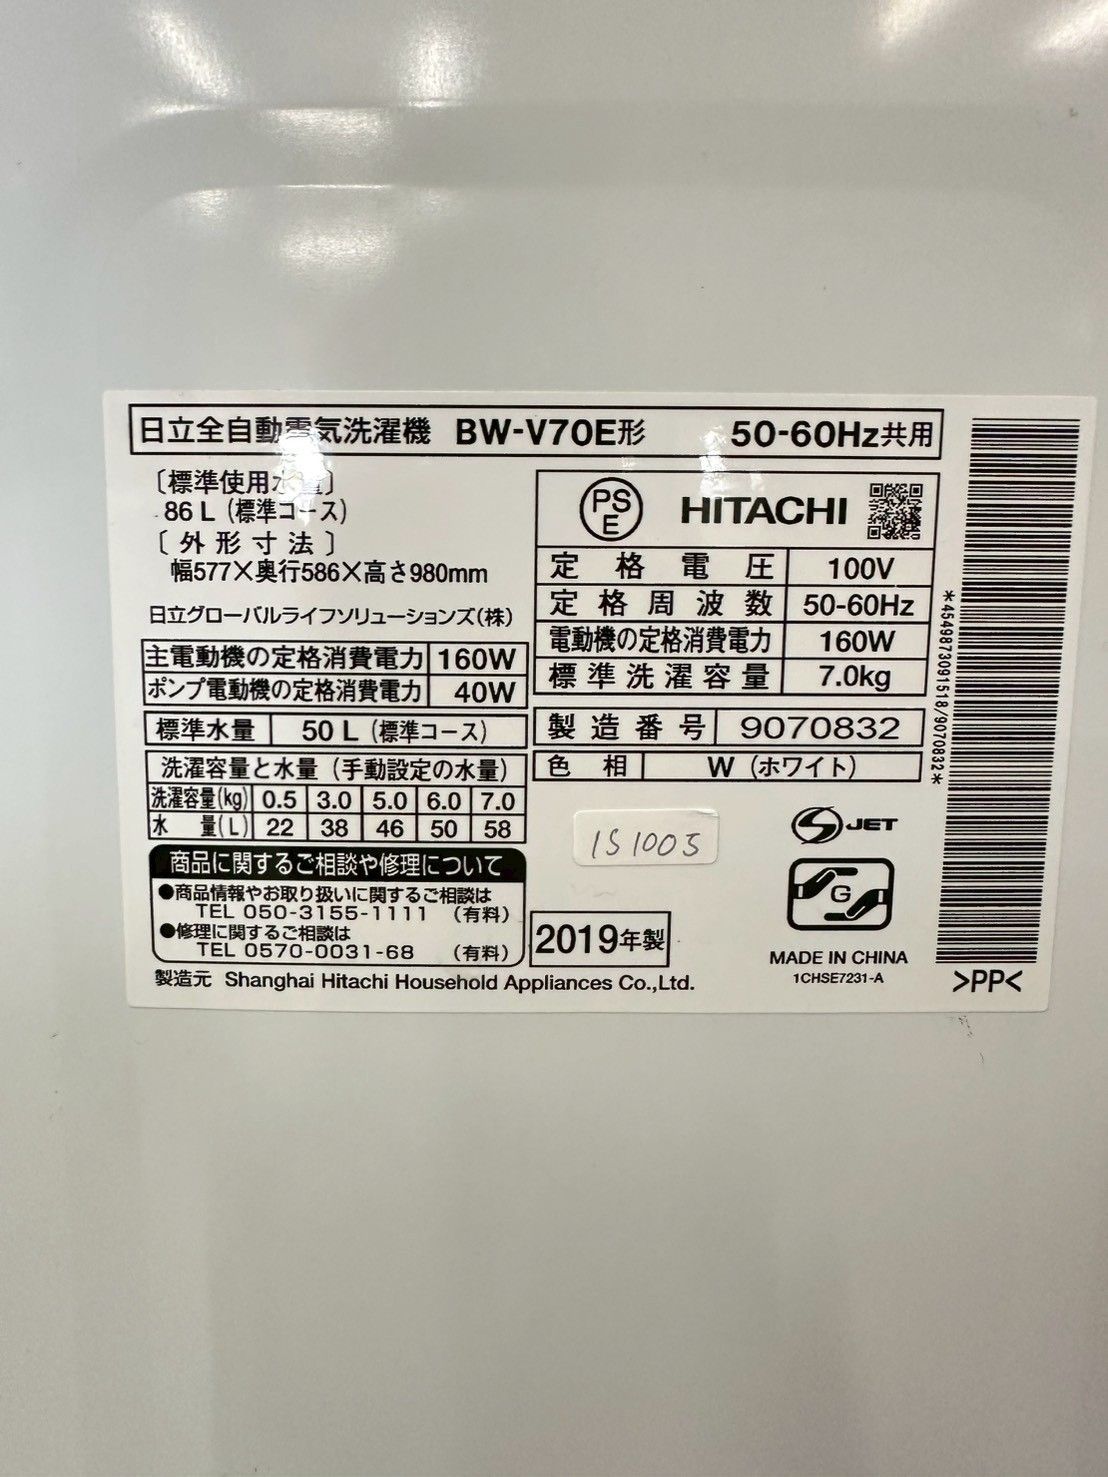 日立全自動電気洗濯機 BW-V70E形 50-60Hz共用
〔標準使用水量〕
86 L (標準コース)
〔外形寸法〕
幅577×奥行586×高さ980mm
日立グローバルライフソリューションズ(株)
主電動機の定格消費電力 160W
ポンプ電動機の定格消費電力 40W
標準水量 50 L (標準コース)
洗濯容量と水量 (手動設定の水量)
洗濯容量(kg) 0.5 3.0 5.0 6.0 7.0
水量(L) 22 38 46 50 58
商品に関するご相談や修理について
●商品情報やお取り扱いに関するご相談は
TEL 050-3155-1111 (有料)
●修理に関するご相談は
TEL 0570-0031-68 (有料)
製造元 Shanghai Hitachi Household Appliances Co.,Ltd.
PS
E
HITACHI
定格電圧 100V
定格周波数 50-60Hz
電動機の定格消費電力 160W
標準洗濯容量 7.0kg
製造番号 9070832
色相 W (ホワイト)
IS1005
2019年製
S JET
G
MADE IN CHINA
1CHSE7231-A
*4549873091518/9070832*
>PP<